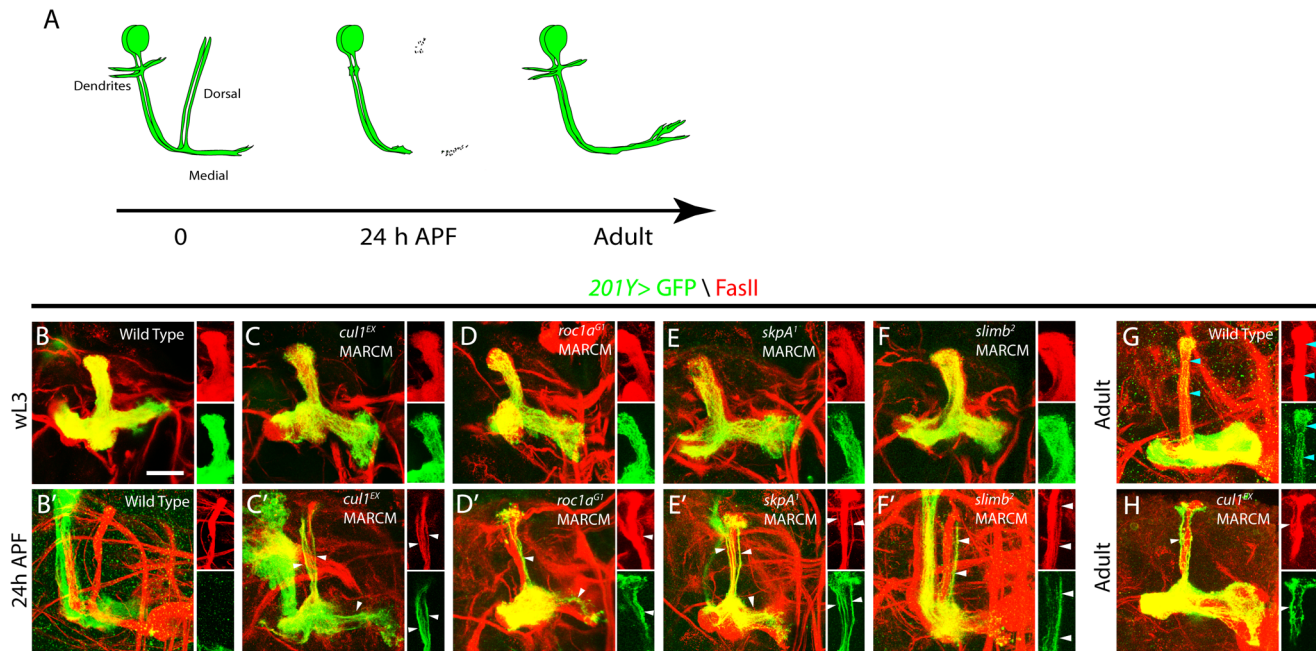 A
Dendrites
Dorsal
Medial
0
24 h APF
Adult
201Y> GFP \ FasII
wL3
B
Wild Type
C
cul1EX
MARCM
D
roc1aG1
MARCM
E
skpA1
MARCM
F
slimb2
MARCM
Adult
G
Wild Type
24h APF
B′
Wild Type
C′
cul1EX
MARCM
D′
roc1aG1
MARCM
E′
skpA1
MARCM
F′
slimb2
MARCM
Adult
H
cul1EX
MARCM